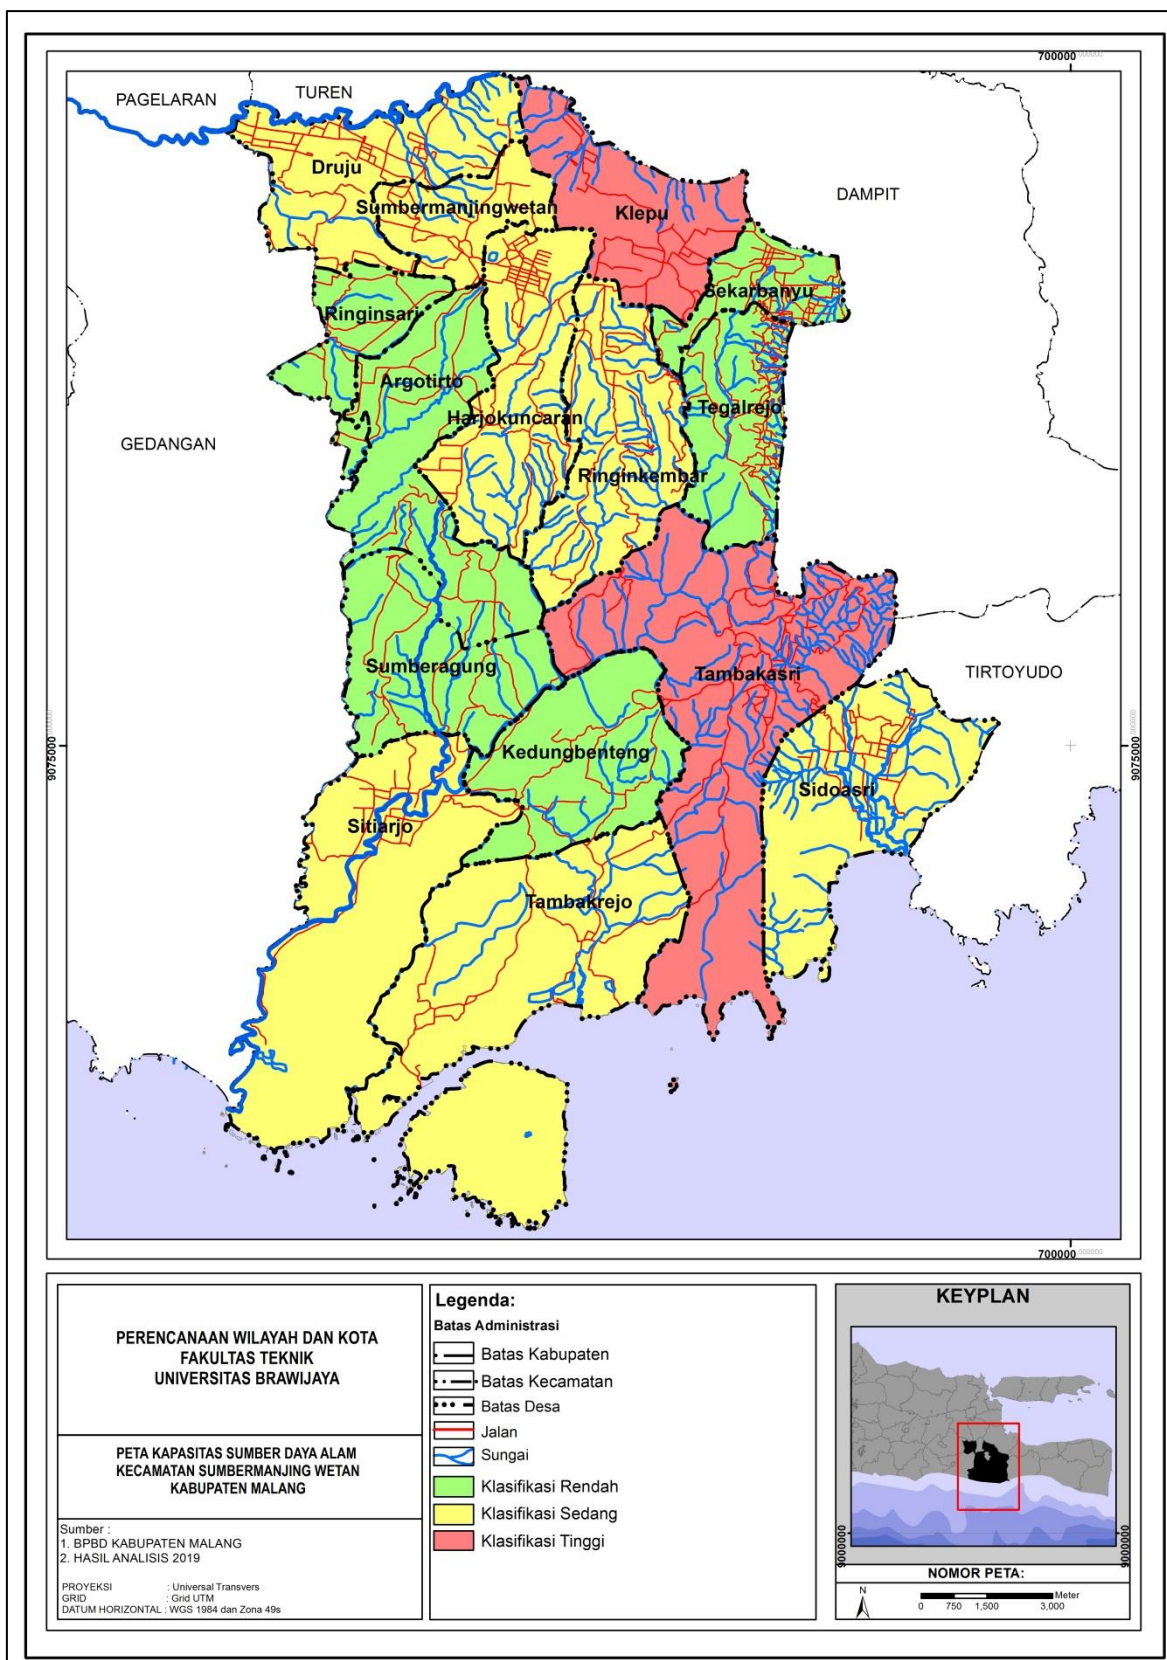 700000 000000
PAGELARAN
TUREN
Druju
Sumbermanjingwetan
Klepu
DAMPIT
Sekarbanyu
Ringinsari
Argotirto
Harjokuncaran
Tegalrejo
GEDANGAN
Ringinkembar
Sumberagung
Tambakasri
TIRTOYUDO
9075000 000000
9075000 000000
Kedungbenteng
Sidoasri
Sitiarjo
Tambakrejo
700000 000000
PERENCANAAN WILAYAH DAN KOTA
FAKULTAS TEKNIK
UNIVERSITAS BRAWIJAYA
PETA KAPASITAS SUMBER DAYA ALAM
KECAMATAN SUMBERMANJING WETAN
KABUPATEN MALANG
Sumber :
1. BPBD KABUPATEN MALANG
2. HASIL ANALISIS 2019
PROYEKSI : Universal Transvers
GRID : Grid UTM
DATUM HORIZONTAL : WGS 1984 dan Zona 49s
Legenda:
Batas Administrasi
Batas Kabupaten
Batas Kecamatan
Batas Desa
Jalan
Sungai
Klasifikasi Rendah
Klasifikasi Sedang
Klasifikasi Tinggi
KEYPLAN
9000000
9000000
NOMOR PETA:
N
Meter
0 750 1,500 3,000